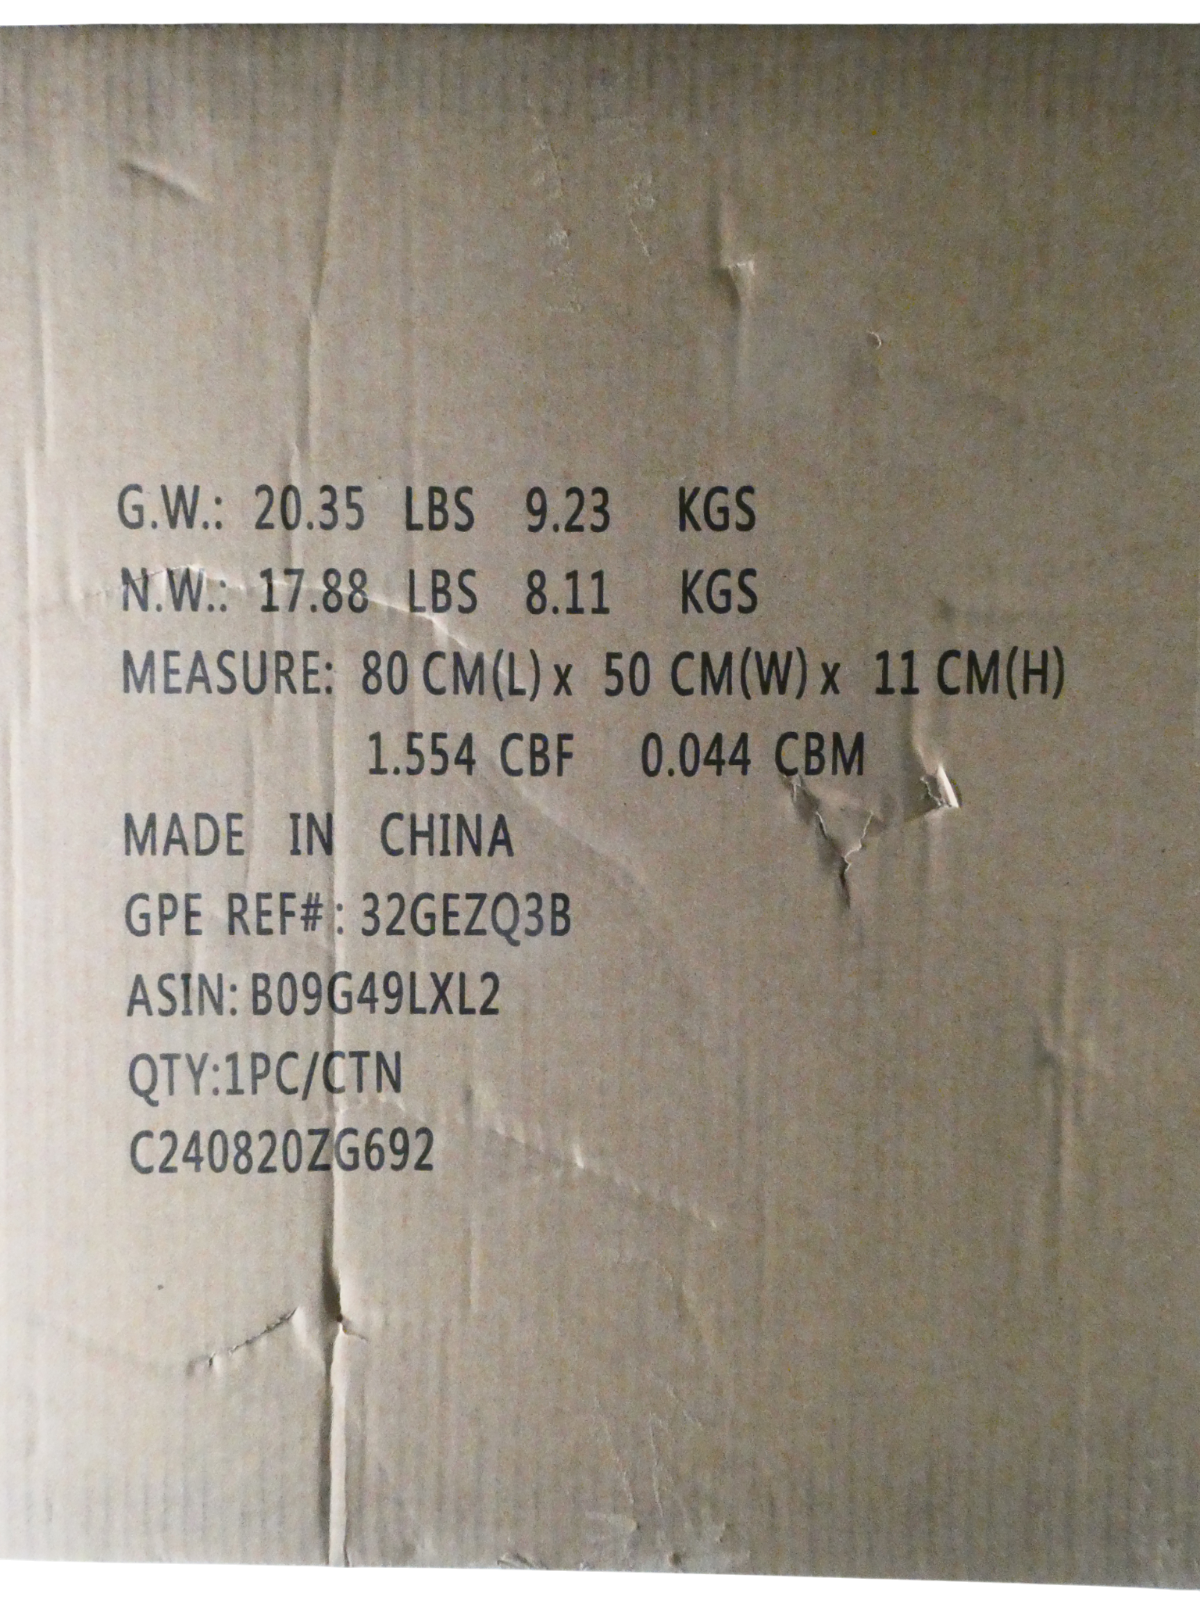 G.W.: 20.35 LBS 9.23 KGS
N.W.: 17.88 LBS 8.11 KGS
MEASURE: 80 CM(L) x 50 CM(W) x 11 CM(H)
1.554 CBF 0.044 CBM
MADE IN CHINA
GPE REF#: 32GEZQ3B
ASIN: B09G49LXL2
QTY:1PC/CTN
C240820ZG692